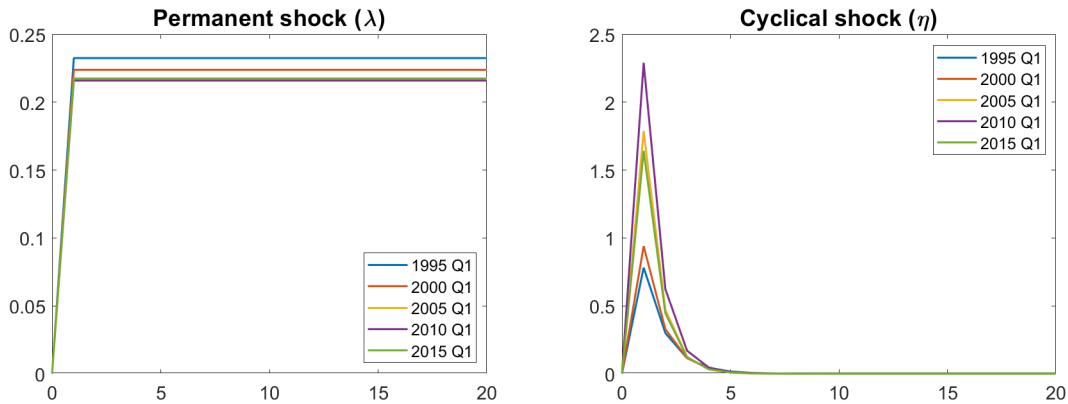 Permanent shock (λ)
0.25
0.2
0.15
0.1
0.05
0
0 5 10 15 20
1995 Q1
2000 Q1
2005 Q1
2010 Q1
2015 Q1
Cyclical shock (η)
2.5
2
1.5
1
0.5
0
0 5 10 15 20
1995 Q1
2000 Q1
2005 Q1
2010 Q1
2015 Q1